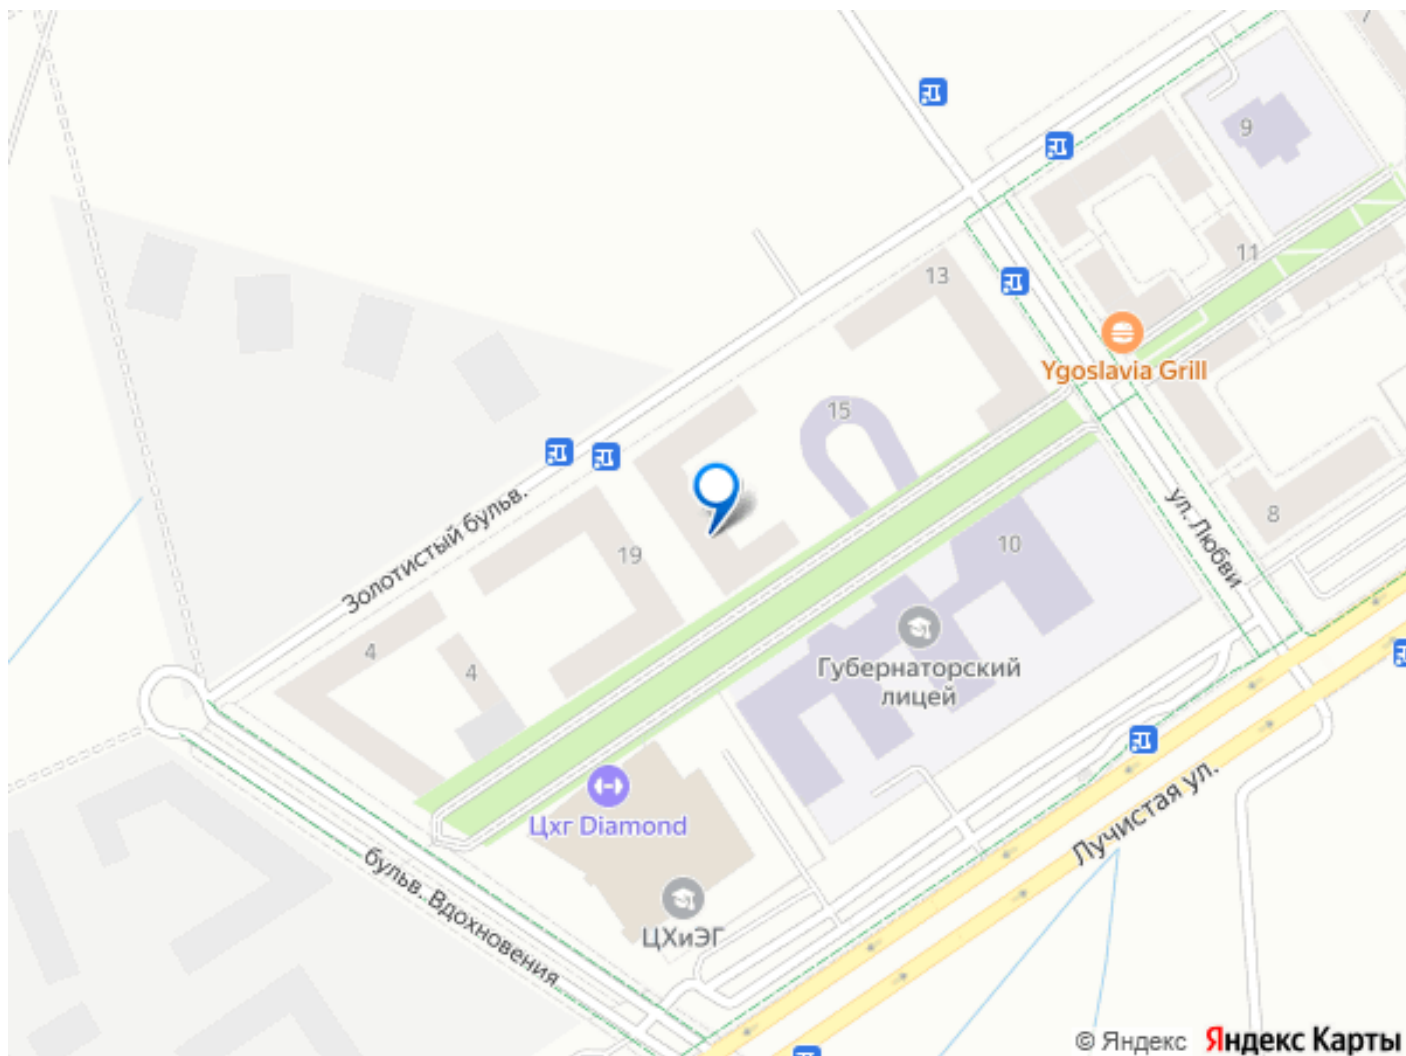 9
11
13
Ygoslavia Grill
15
ул. Любви
8
Золотистый бульв.
19
10
4
4
Губернаторский
лицей
Цхг Diamond
Лучистая ул.
бульв. Вдохновения
ЦХиЭГ
© Яндекс Яндекс Карты